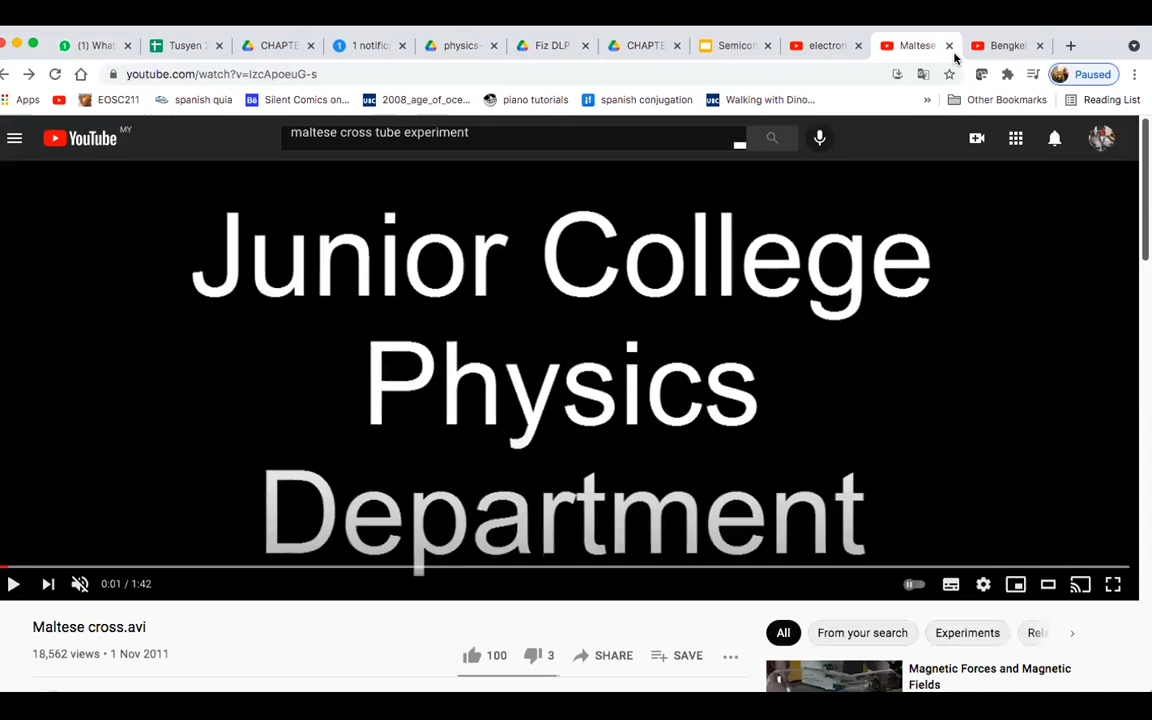 (1) What
Tusyen
CHAPTE
1 notific
physics-
Fiz DLP
CHAPTE
Semicon
electron
Maltese
Bengkel
youtube.com/watch?v=IzcApoeuG-s
Paused
Apps
EOSC211
spanish quia
Silent Comics on...
2008_age_of_oce...
piano tutorials
spanish conjugation
Walking with Dino...
»
Other Bookmarks
Reading List
YouTube MY
maltese cross tube experiment
Junior College
Physics
Department
0:01 / 1:42
Maltese cross.avi
18,562 views • 1 Nov 2011
100
3
SHARE
SAVE
All
From your search
Experiments
Rel
Magnetic Forces and Magnetic
Fields